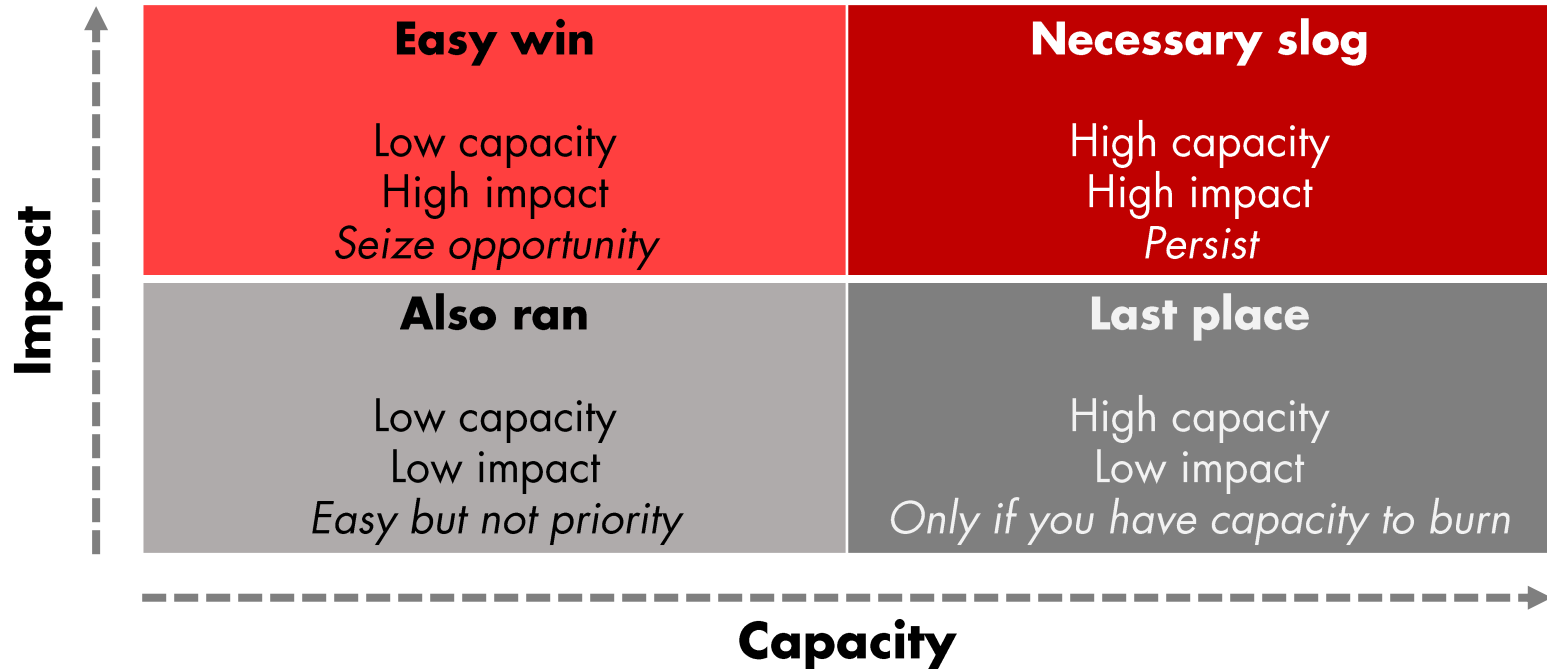 Impact
Easy win
Low capacity
High impact
Seize opportunity
Necessary slog
High capacity
High impact
Persist
Also ran
Low capacity
Low impact
Easy but not priority
Last place
High capacity
Low impact
Only if you have capacity to burn
Capacity